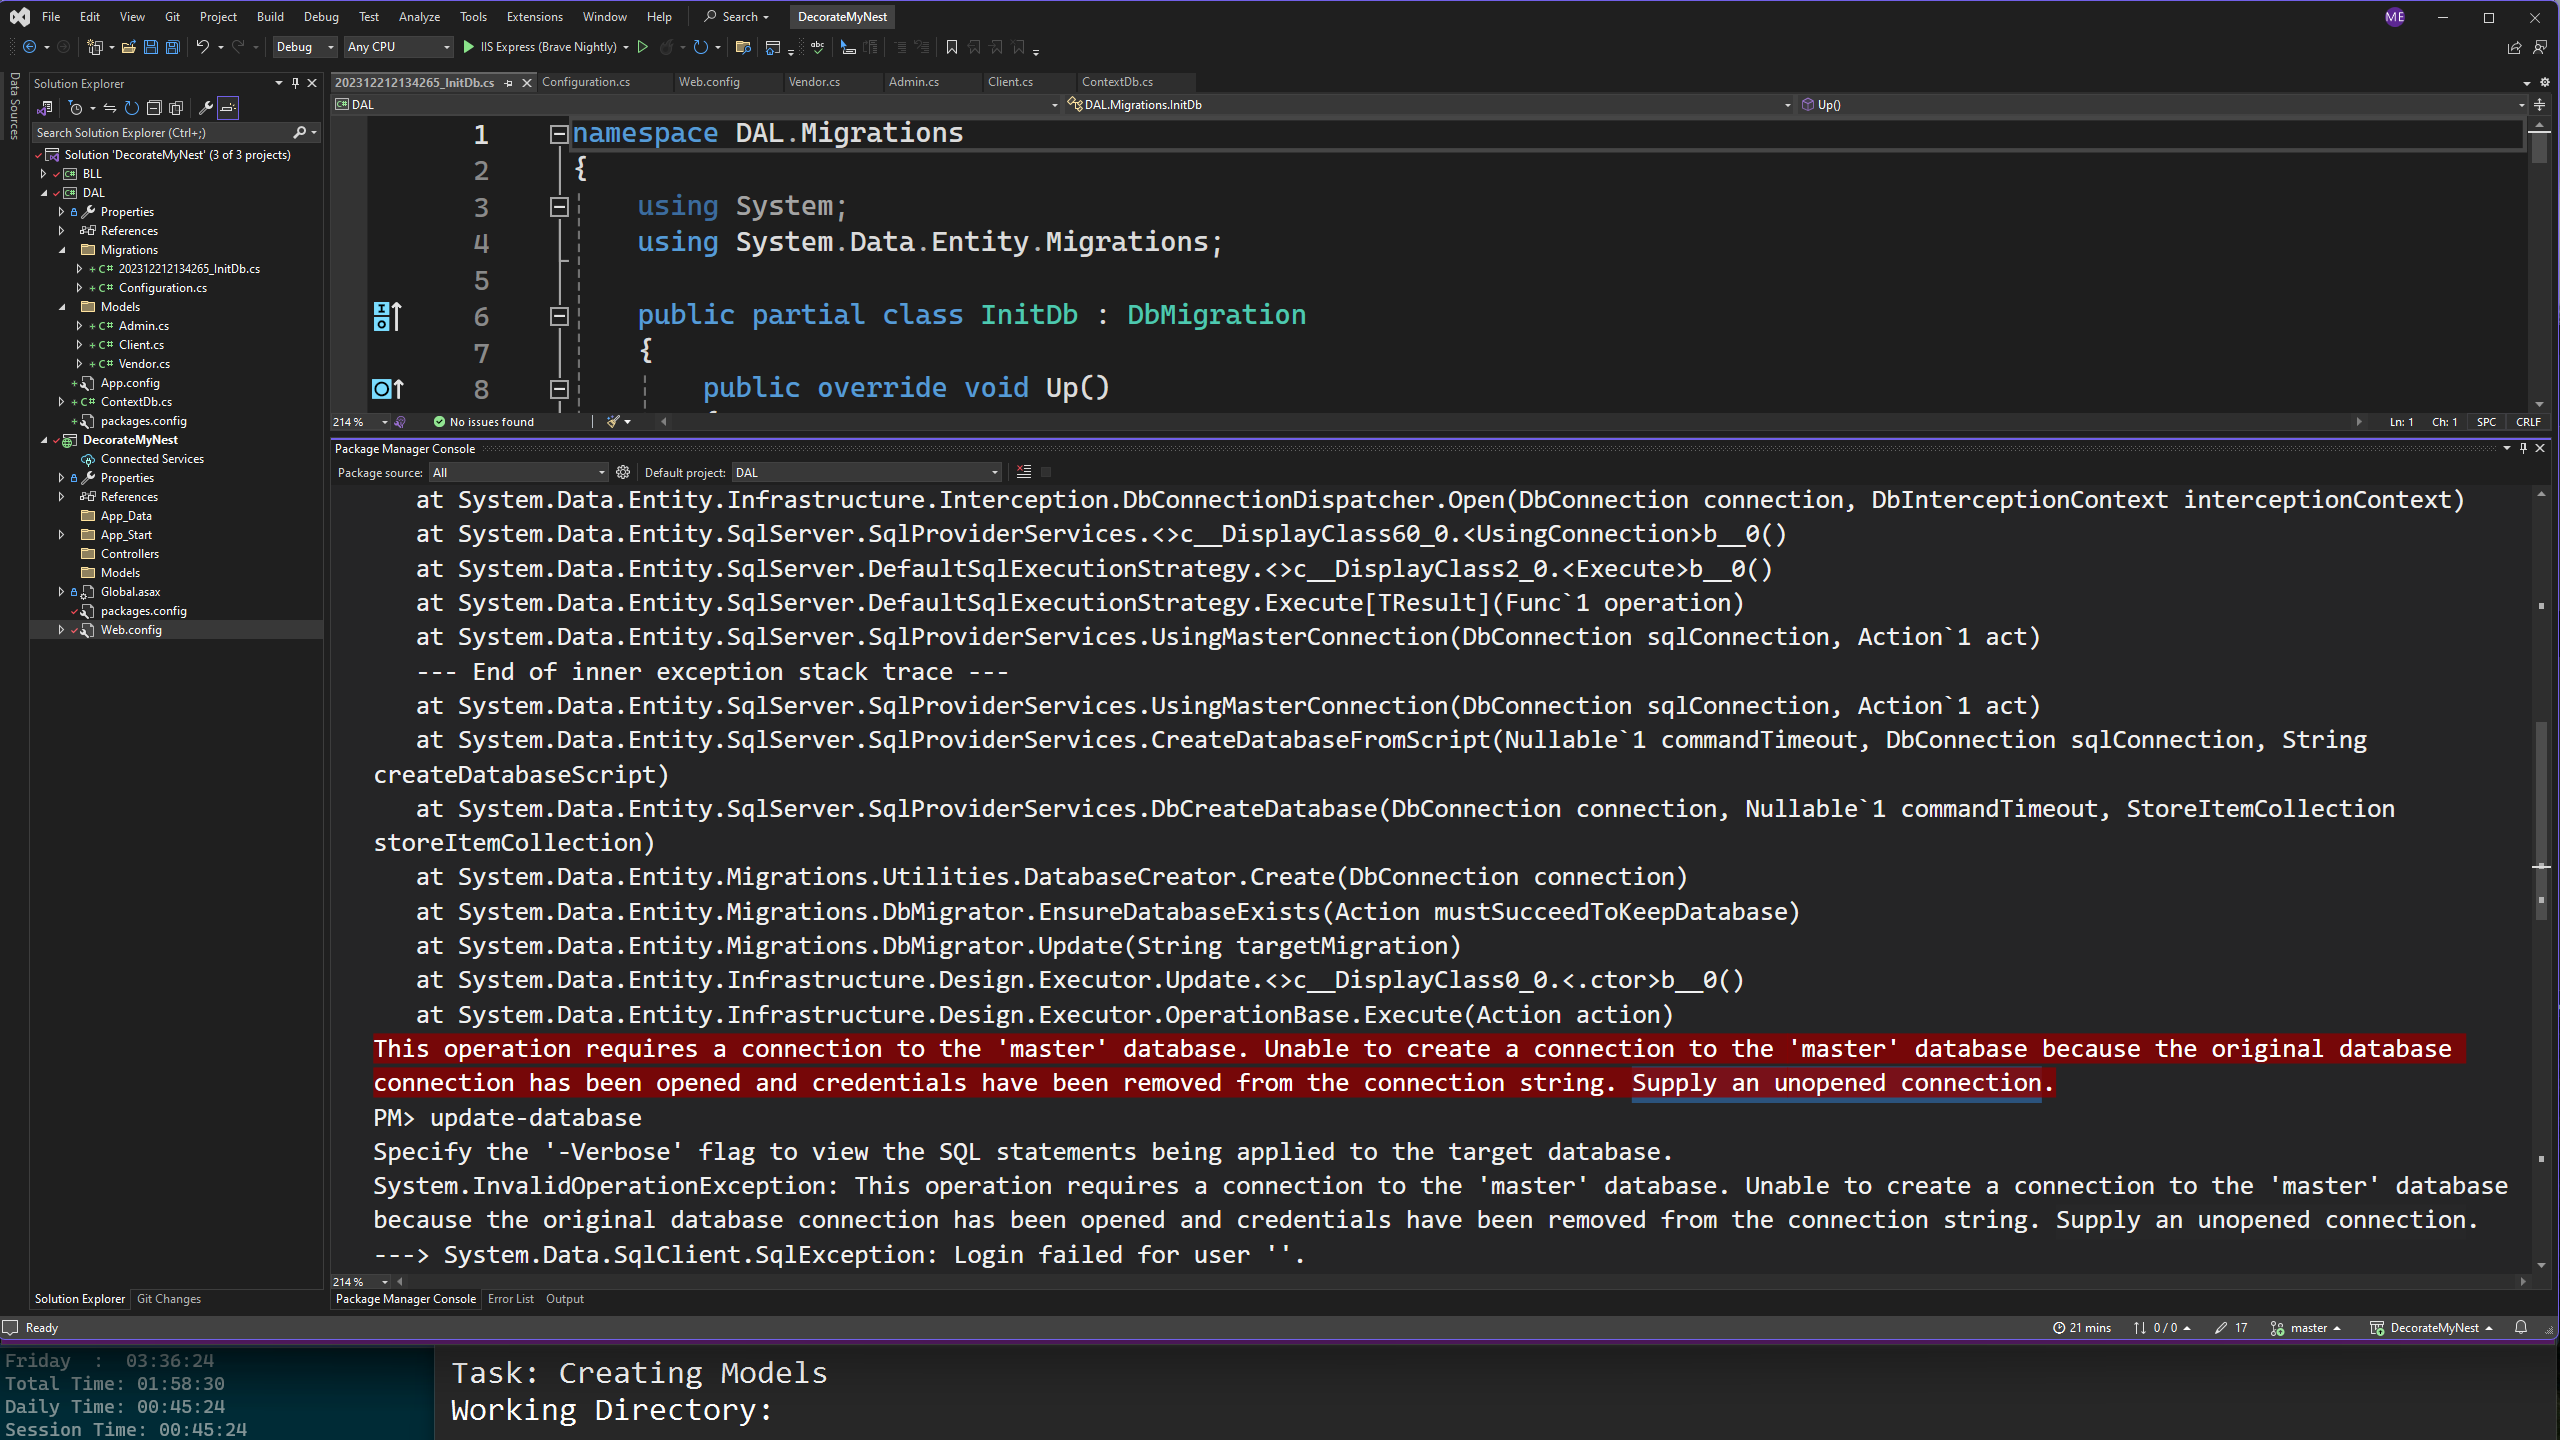 File Edit View Git Project Build Debug Test Analyze Tools Extensions Window Help Search DecorateMyNest ME
Debug Any CPU IIS Express (Brave Nightly)
Data Sources
Solution Explorer
Search Solution Explorer (Ctrl+;)
Solution 'DecorateMyNest' (3 of 3 projects)
BLL
DAL
Properties
References
Migrations
202312212134265_InitDb.cs
Configuration.cs
Models
Admin.cs
Client.cs
Vendor.cs
App.config
ContextDb.cs
packages.config
DecorateMyNest
Connected Services
Properties
References
App_Data
App_Start
Controllers
Models
Global.asax
packages.config
Web.config
Solution Explorer Git Changes
202312212134265_InitDb.cs Configuration.cs Web.config Vendor.cs Admin.cs Client.cs ContextDb.cs
DAL DAL.Migrations.InitDb Up()
1 namespace DAL.Migrations
2 {
3 using System;
4 using System.Data.Entity.Migrations;
5
6 public partial class InitDb : DbMigration
7 {
8 public override void Up()
214 % No issues found Ln: 1 Ch: 1 SPC CRLF
Package Manager Console
Package source: All Default project: DAL
at System.Data.Entity.Infrastructure.Interception.DbConnectionDispatcher.Open(DbConnection connection, DbInterceptionContext interceptionContext)
at System.Data.Entity.SqlServer.SqlProviderServices.<>c__DisplayClass60_0.<UsingConnection>b__0()
at System.Data.Entity.SqlServer.DefaultSqlExecutionStrategy.<>c__DisplayClass2_0.<Execute>b__0()
at System.Data.Entity.SqlServer.DefaultSqlExecutionStrategy.Execute[TResult](Func`1 operation)
at System.Data.Entity.SqlServer.SqlProviderServices.UsingMasterConnection(DbConnection sqlConnection, Action`1 act)
--- End of inner exception stack trace ---
at System.Data.Entity.SqlServer.SqlProviderServices.UsingMasterConnection(DbConnection sqlConnection, Action`1 act)
at System.Data.Entity.SqlServer.SqlProviderServices.CreateDatabaseFromScript(Nullable`1 commandTimeout, DbConnection sqlConnection, String
createDatabaseScript)
at System.Data.Entity.SqlServer.SqlProviderServices.DbCreateDatabase(DbConnection connection, Nullable`1 commandTimeout, StoreItemCollection
storeItemCollection)
at System.Data.Entity.Migrations.Utilities.DatabaseCreator.Create(DbConnection connection)
at System.Data.Entity.Migrations.DbMigrator.EnsureDatabaseExists(Action mustSucceedToKeepDatabase)
at System.Data.Entity.Migrations.DbMigrator.Update(String targetMigration)
at System.Data.Entity.Infrastructure.Design.Executor.Update.<>c__DisplayClass0_0.<.ctor>b__0()
at System.Data.Entity.Infrastructure.Design.Executor.OperationBase.Execute(Action action)
This operation requires a connection to the 'master' database. Unable to create a connection to the 'master' database because the original database
connection has been opened and credentials have been removed from the connection string. Supply an unopened connection.
PM> update-database
Specify the '-Verbose' flag to view the SQL statements being applied to the target database.
System.InvalidOperationException: This operation requires a connection to the 'master' database. Unable to create a connection to the 'master' database
because the original database connection has been opened and credentials have been removed from the connection string. Supply an unopened connection.
---> System.Data.SqlClient.SqlException: Login failed for user ''.
214 %
Package Manager Console Error List Output
Ready 21 mins 0 / 0 17 master DecorateMyNest
Friday : 03:36:24
Total Time: 01:58:30
Daily Time: 00:45:24
Session Time: 00:45:24
Task: Creating Models
Working Directory: